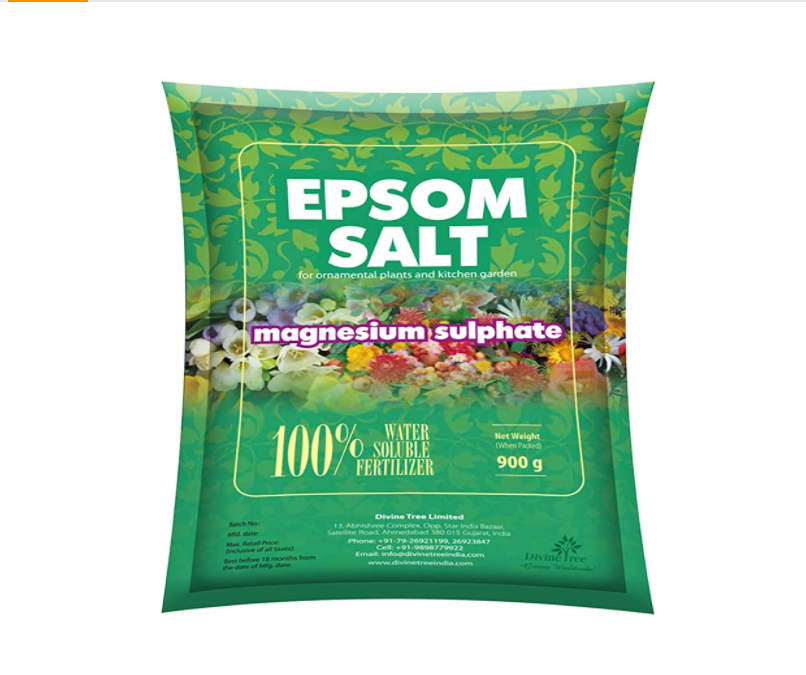 EPSOM
SALT
for ornamental plants and kitchen garden
magnesium sulphate
100% WATER
SOLUBLE
FERTILIZER
Net Weight
(When Packed)
900 g
Batch No.:
Mfd. date:
Max. Retail Price:
(Inclusive of all taxes)
Best before 18 months from
the date of Mfg. date
Divine Tree Limited
13, Abhishree Complex, Opp. Star India Bazaar,
Satellite Road, Ahmedabad 380 015 Gujarat, India
Phone: +91-79-26921199, 26923847
Cell: +91-9898779922
Email: info@divinetreeindia.com
www.divinetreeindia.com
Divine Tree